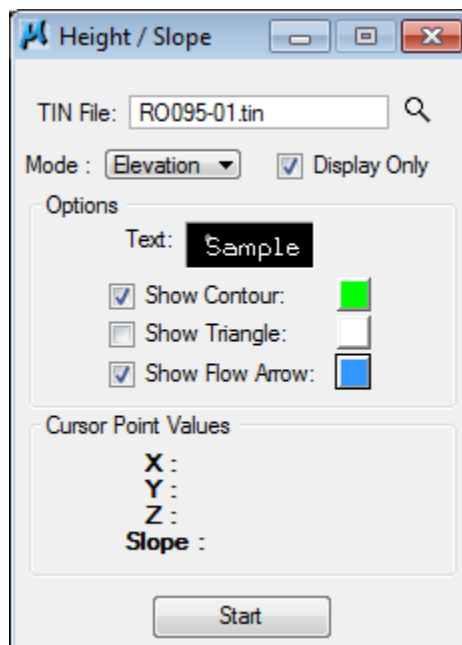 Height / Slope
TIN File: RO095-01.tin
Mode : Elevation Display Only
Options
Text: Sample
Show Contour:
Show Triangle:
Show Flow Arrow:
Cursor Point Values
X :
Y :
Z :
Slope :
Start